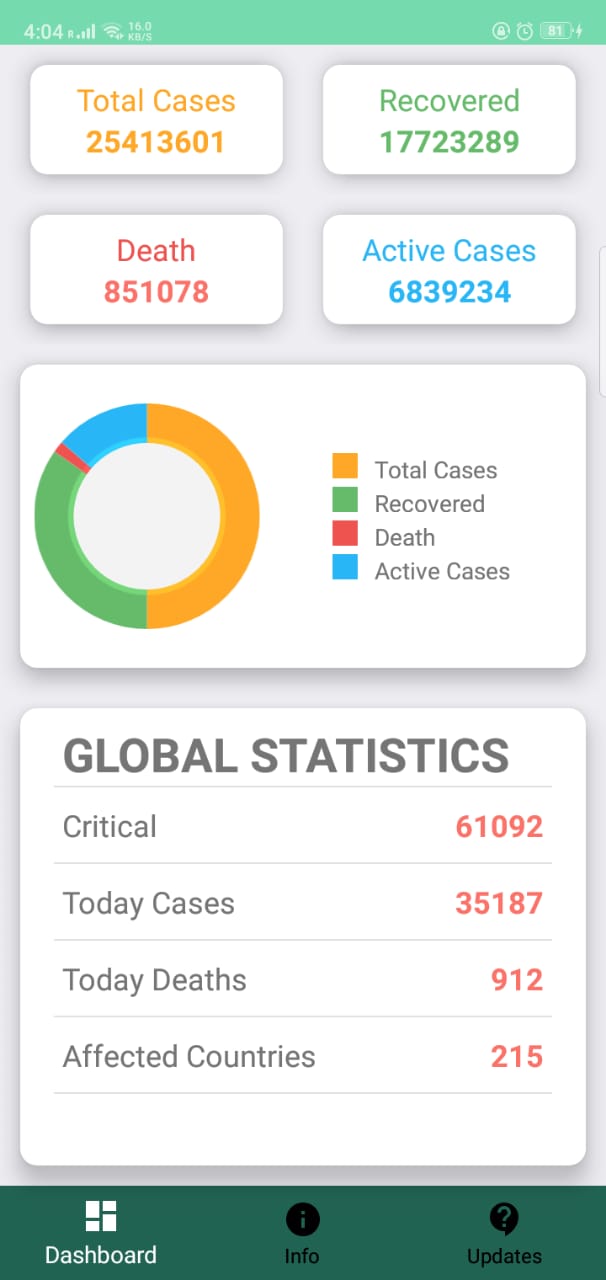 4:04 R 16.0 KB/S 81
Total Cases
25413601
Recovered
17723289
Death
851078
Active Cases
6839234
Total Cases
Recovered
Death
Active Cases
GLOBAL STATISTICS
Critical 61092
Today Cases 35187
Today Deaths 912
Affected Countries 215
Dashboard Info Updates